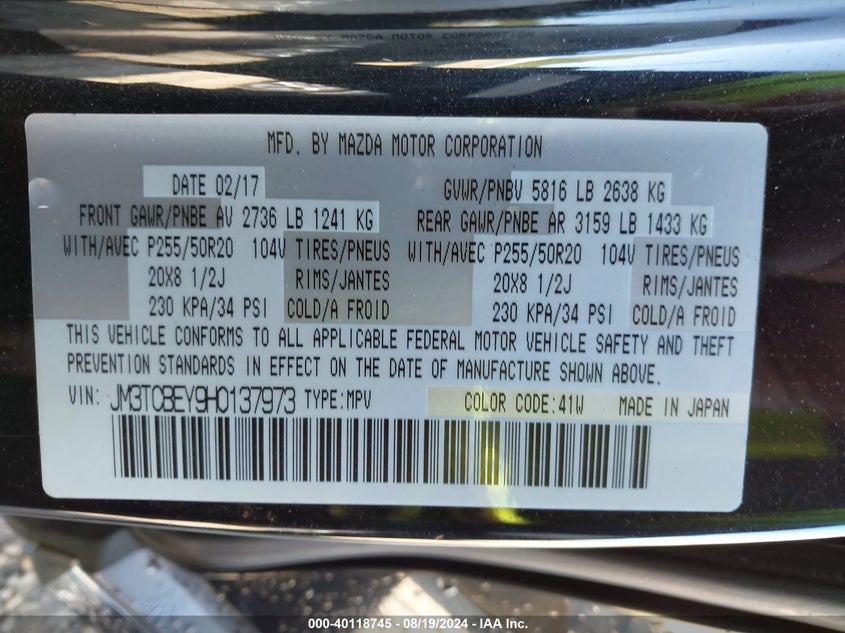 MFD. BY MAZDA MOTOR CORPORATION
DATE 02/17 GVWR/PNBV 5816 LB 2638 KG
FRONT GAWR/PNBE AV 2736 LB 1241 KG REAR GAWR/PNBE AR 3159 LB 1433 KG
WITH/AVEC P255/50R20 104V TIRES/PNEUS WITH/AVEC P255/50R20 104V TIRES/PNEUS
20X8 1/2J RIMS/JANTES 20X8 1/2J RIMS/JANTES
230 KPA/34 PSI COLD/A FROID 230 KPA/34 PSI COLD/A FROID
THIS VEHICLE CONFORMS TO ALL APPLICABLE FEDERAL MOTOR VEHICLE SAFETY AND THEFT
PREVENTION STANDARDS IN EFFECT ON THE DATE OF MANUFACTURE SHOWN ABOVE.
VIN: JM3TCBEY9H0137973 TYPE:MPV COLOR CODE:41W MADE IN JAPAN
000-40118745 - 08/19/2024 - IAA Inc.